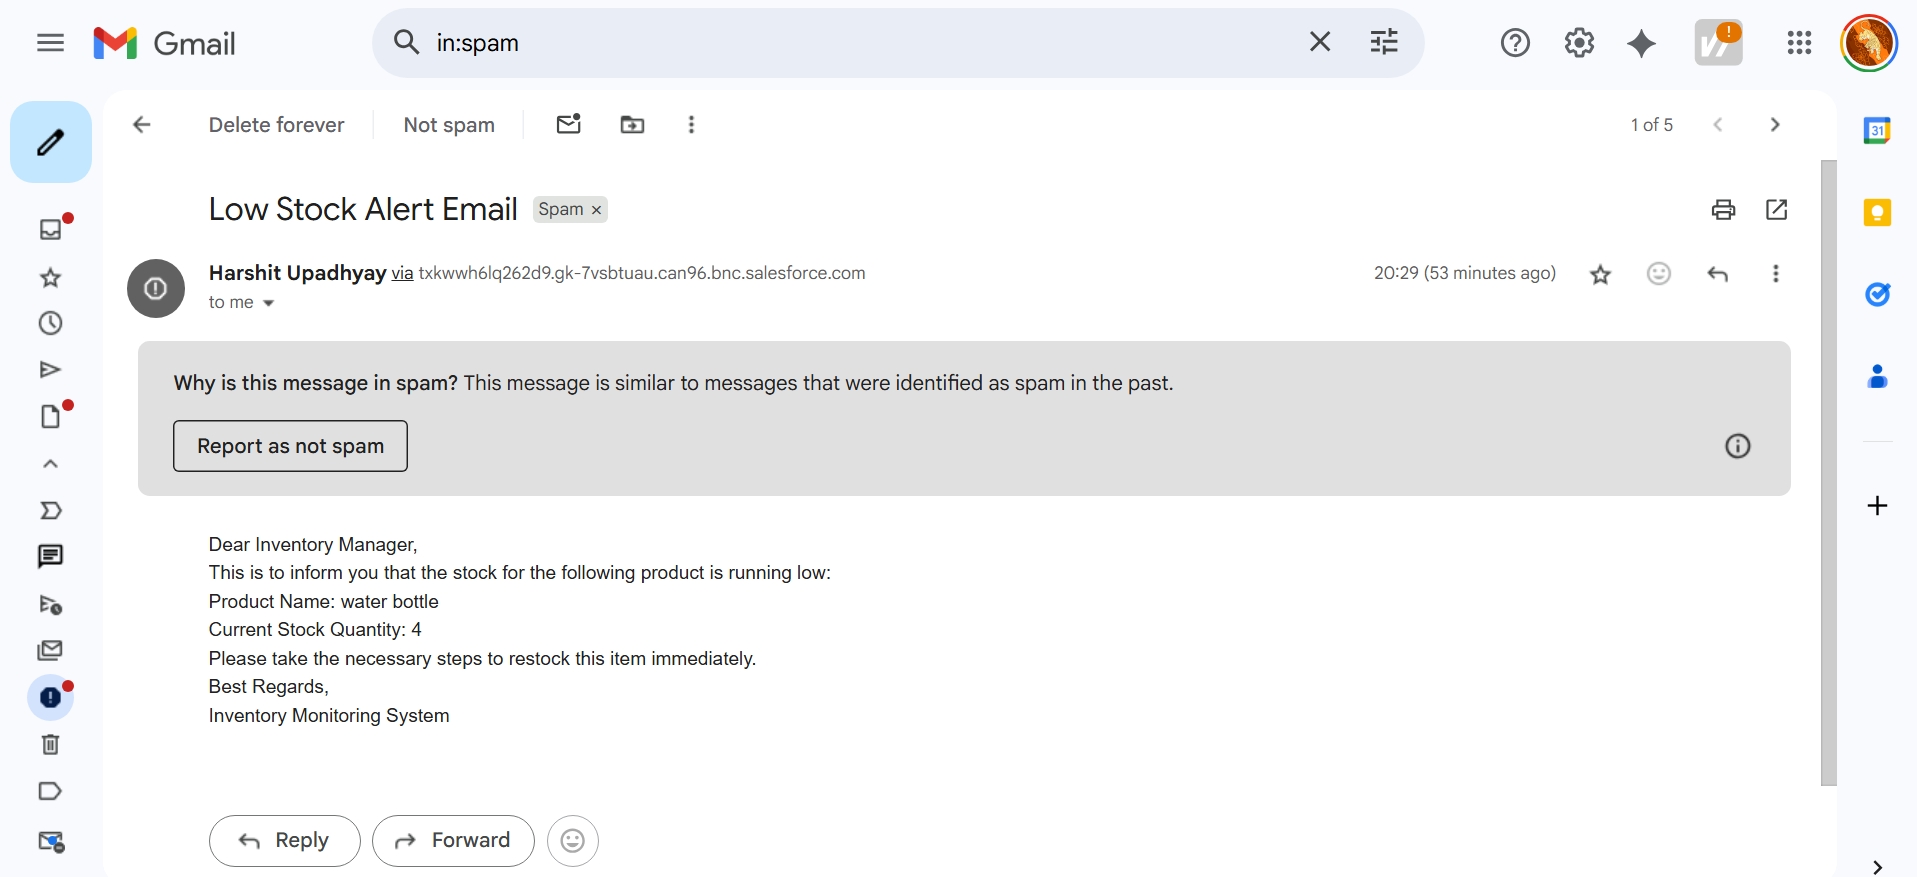 Gmail
in:spam
Delete forever
Not spam
1 of 5
31
Low Stock Alert Email
Spam ×
Harshit Upadhyay via txkwwh6lq262d9.gk-7vsbtuau.can96.bnc.salesforce.com
20:29 (53 minutes ago)
to me
Why is this message in spam? This message is similar to messages that were identified as spam in the past.
Report as not spam
Dear Inventory Manager,
This is to inform you that the stock for the following product is running low:
Product Name: water bottle
Current Stock Quantity: 4
Please take the necessary steps to restock this item immediately.
Best Regards,
Inventory Monitoring System
Reply
Forward